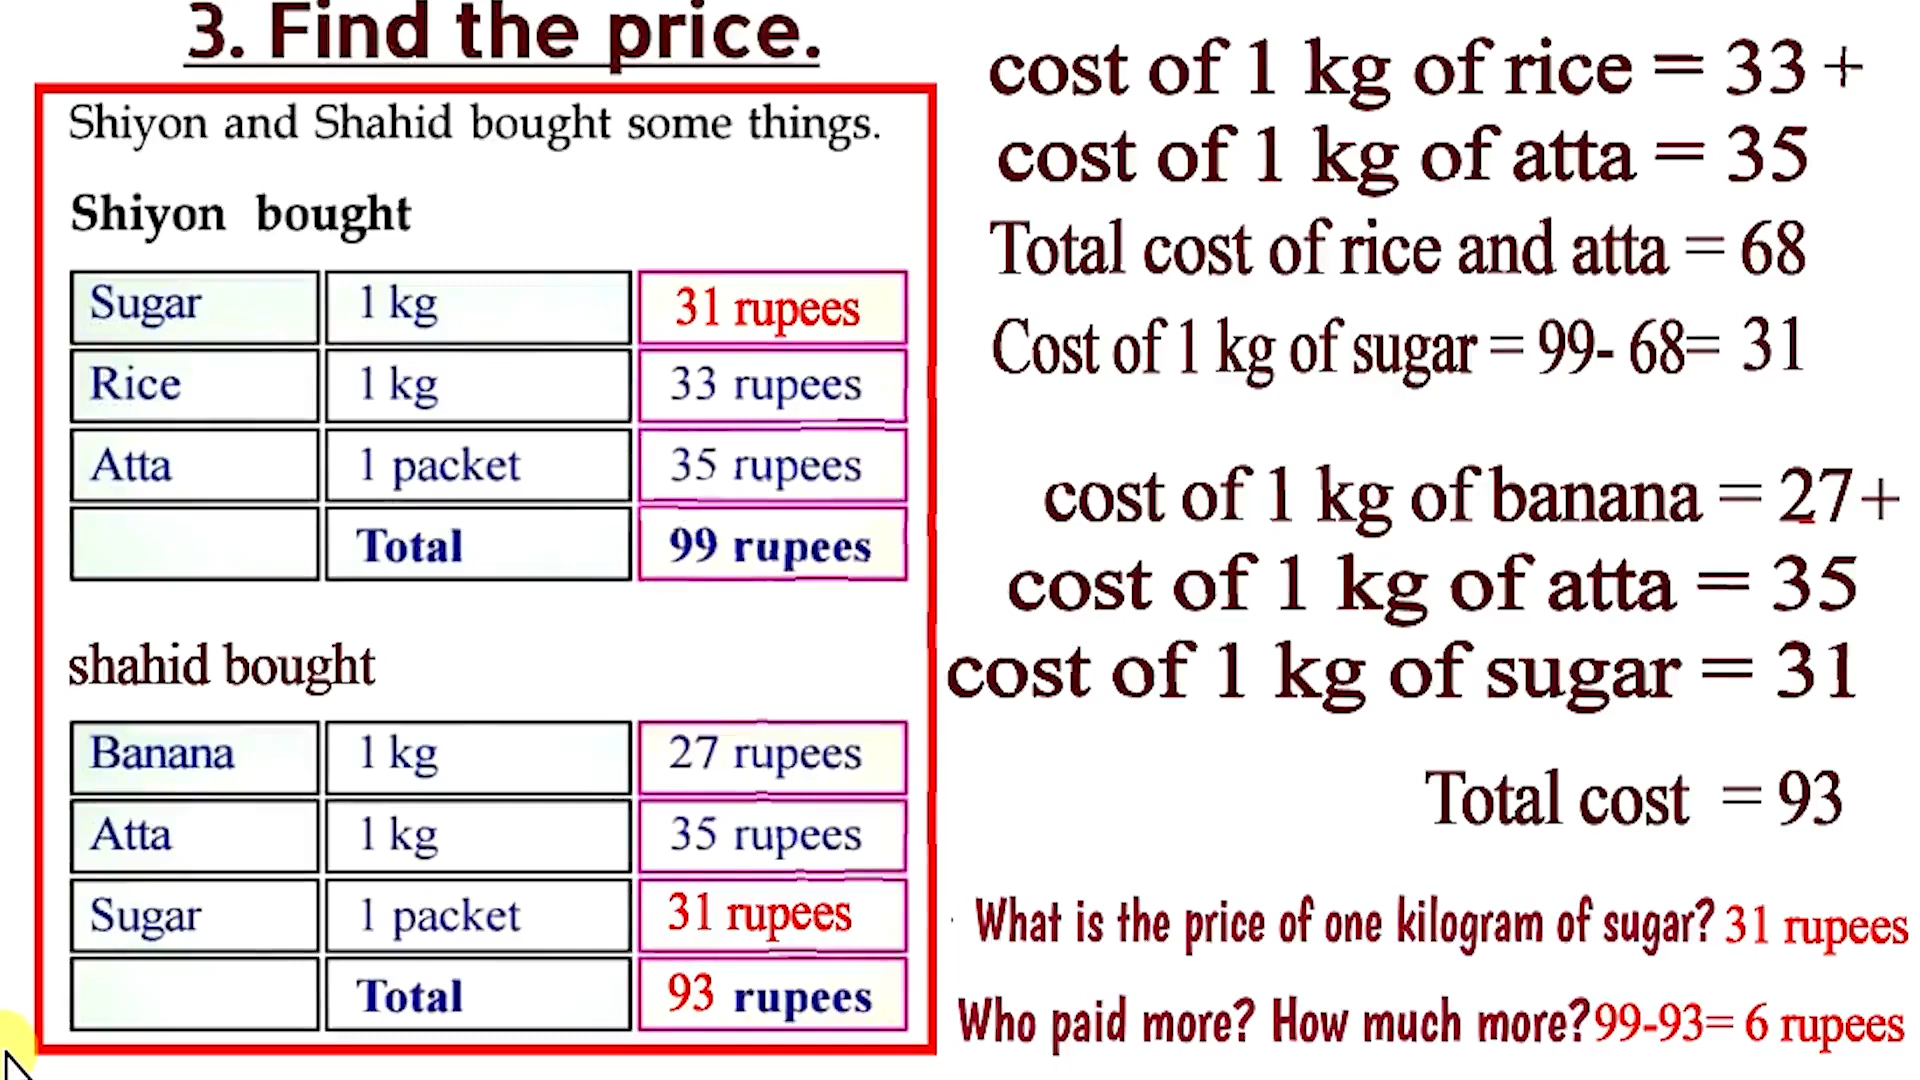 3. Find the price.
Shiyon and Shahid bought some things.
Shiyon bought
Sugar 1 kg 31 rupees
Rice 1 kg 33 rupees
Atta 1 packet 35 rupees
Total 99 rupees
shahid bought
Banana 1 kg 27 rupees
Atta 1 kg 35 rupees
Sugar 1 packet 31 rupees
Total 93 rupees
cost of 1 kg of rice = 33 +
cost of 1 kg of atta = 35
Total cost of rice and atta = 68
Cost of 1 kg of sugar = 99- 68= 31
cost of 1 kg of banana = 27+
cost of 1 kg of atta = 35
cost of 1 kg of sugar = 31
Total cost = 93
What is the price of one kilogram of sugar? 31 rupees
Who paid more? How much more? 99-93= 6 rupees